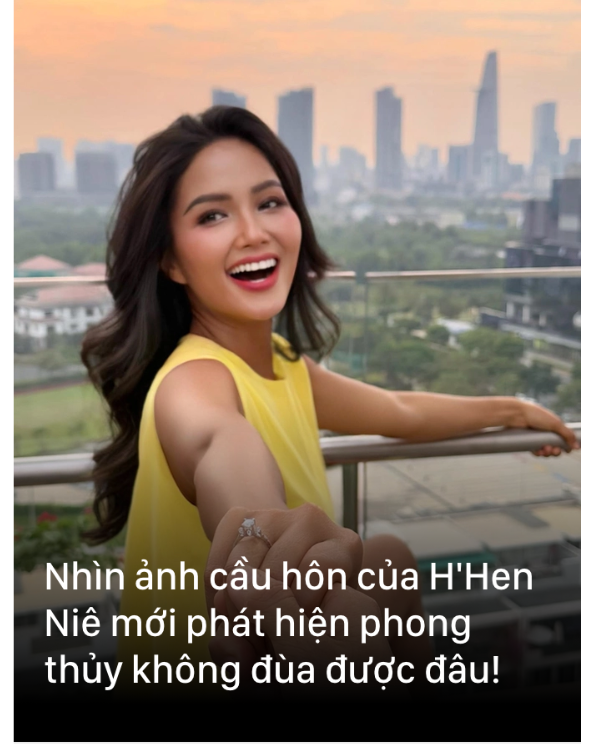 Nhìn ảnh cầu hôn của H'Hen
Niê mới phát hiện phong
thủy không đùa được đâu!